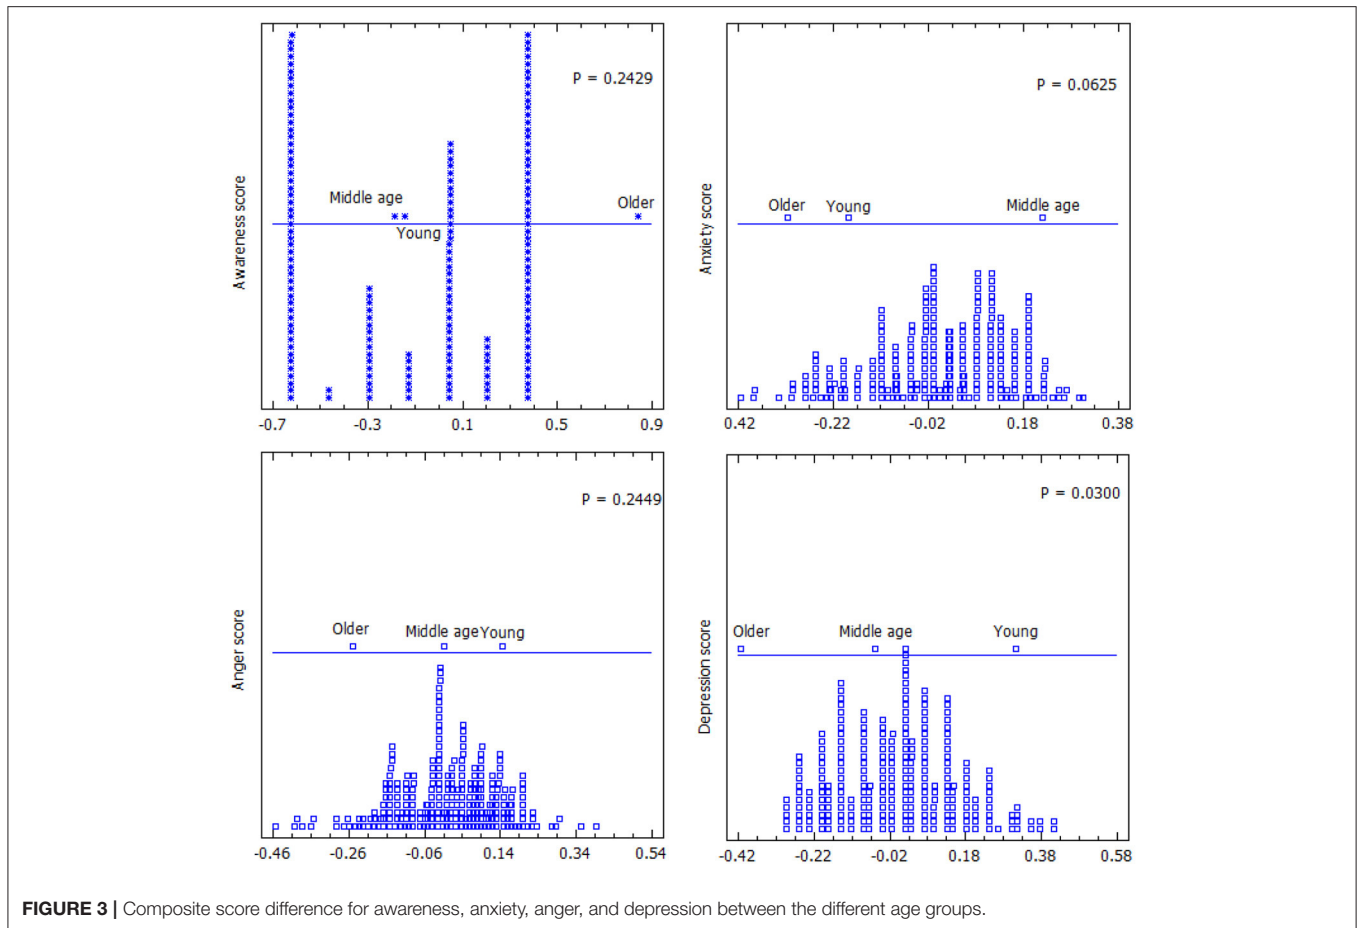 P = 0.2429
Awareness score
Middle age
Young
Older
-0.7 -0.3 0.1 0.5 0.9
P = 0.0625
Anxiety score
Older Young Middle age
0.42 -0.22 -0.02 0.18 0.38
P = 0.2449
Anger score
Older Middle age Young
-0.46 -0.26 -0.06 0.14 0.34 0.54
P = 0.0300
Depression score
Older Middle age Young
-0.42 -0.22 -0.02 0.18 0.38 0.58
FIGURE 3 | Composite score difference for awareness, anxiety, anger, and depression between the different age groups.